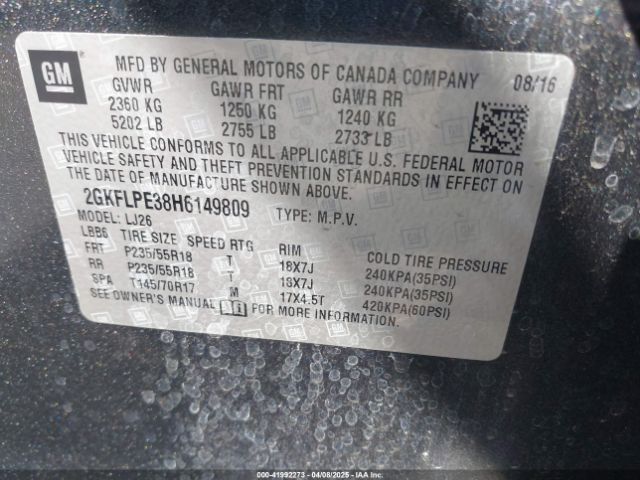 GM
MFD BY GENERAL MOTORS OF CANADA COMPANY 08/16
GVWR GAWR FRT GAWR RR
2360 KG 1250 KG 1240 KG
5202 LB 2755 LB 2733 LB
THIS VEHICLE CONFORMS TO ALL APPLICABLE U.S. FEDERAL MOTOR
VEHICLE SAFETY AND THEFT PREVENTION STANDARDS IN EFFECT ON
THE DATE OF MANUFACTURE SHOWN ABOVE.
2GKFLPE38H6149809 TYPE: M.P.V.
MODEL: LJ26
LBB6 TIRE SIZE SPEED RTG RIM COLD TIRE PRESSURE
FRT P235/55R18 T 18X7J 240KPA(35PSI)
RR P235/55R18 T 18X7J 240KPA(35PSI)
SPA T145/70R17 M 17X4.5T 420KPA(60PSI)
SEE OWNER'S MANUAL FOR MORE INFORMATION.
000-41992273 - 04/08/2025 - IAA Inc.